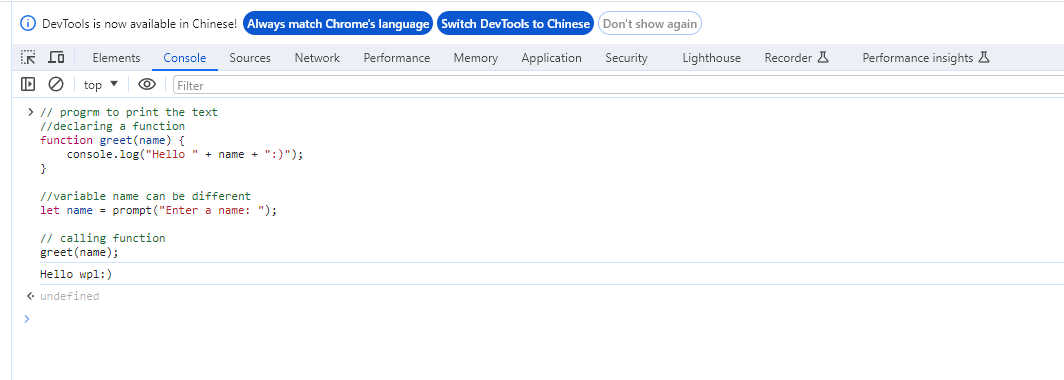 DevTools is now available in Chinese! Always match Chrome's language Switch DevTools to Chinese Don't show again
Elements Console Sources Network Performance Memory Application Security Lighthouse Recorder Performance insights
top Filter
// progrm to print the text
//declaring a function
function greet(name) {
    console.log("Hello " + name + ":)");
}
//variable name can be different
let name = prompt("Enter a name: ");
// calling function
greet(name);
Hello wpl:)
undefined